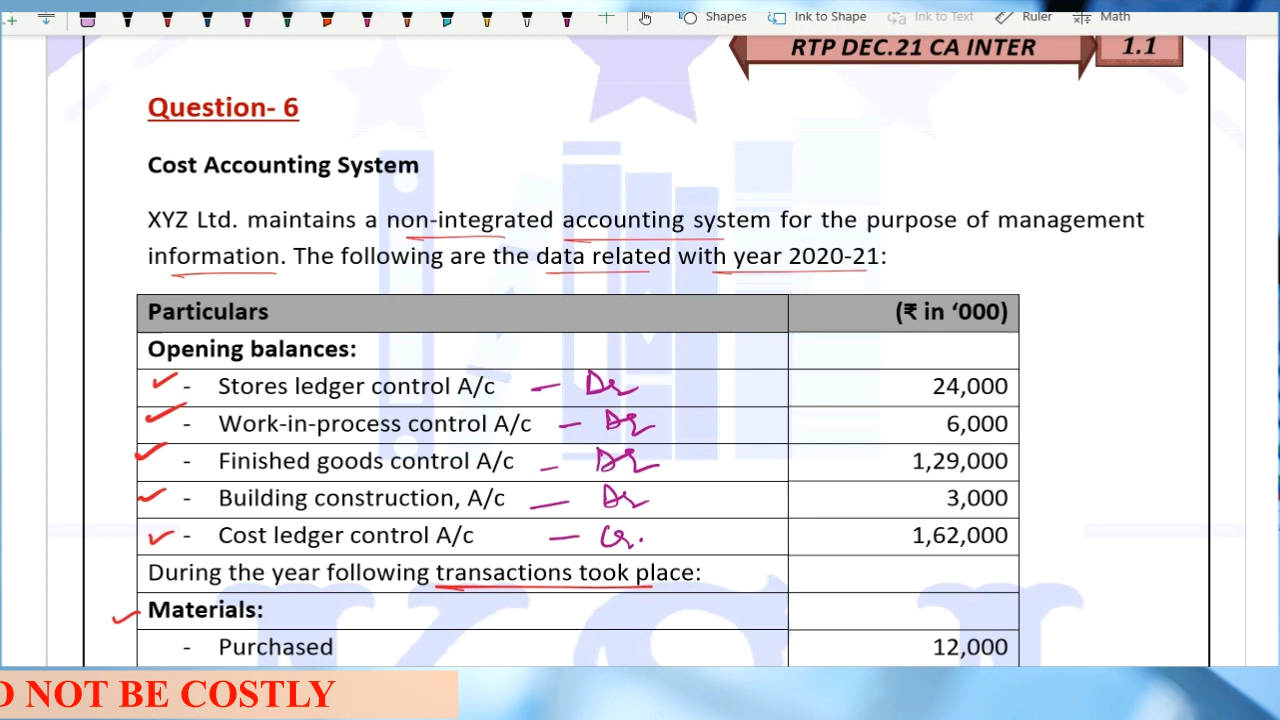 Shapes Ink to Shape Ink to Text Ruler Math
RTP DEC.21 CA INTER 1.1
Question- 6
Cost Accounting System
XYZ Ltd. maintains a non-integrated accounting system for the purpose of management
information. The following are the data related with year 2020-21:
Particulars (₹ in ‘000)
Opening balances:
- Stores ledger control A/c – Dr 24,000
- Work-in-process control A/c – Dr 6,000
- Finished goods control A/c – Dr 1,29,000
- Building construction, A/c – Dr 3,000
- Cost ledger control A/c – Cr. 1,62,000
During the year following transactions took place:
Materials:
- Purchased 12,000
D NOT BE COSTLY